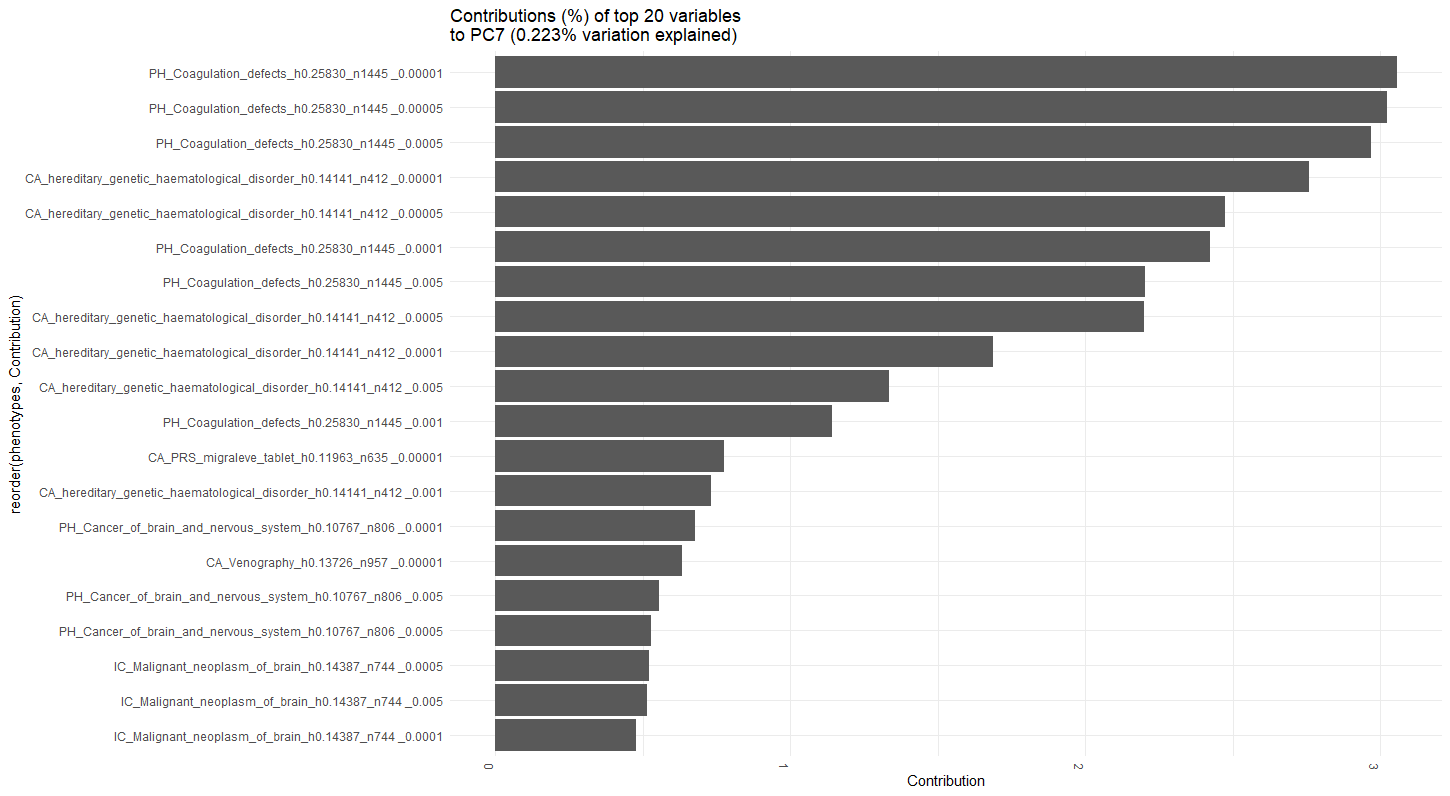 Contributions (%) of top 20 variables
to PC7 (0.223% variation explained)
reorder(phenotypes, Contribution)
PH_Coagulation_defects_h0.25830_n1445 _0.00001
PH_Coagulation_defects_h0.25830_n1445 _0.00005
PH_Coagulation_defects_h0.25830_n1445 _0.0005
CA_hereditary_genetic_haematological_disorder_h0.14141_n412 _0.00001
CA_hereditary_genetic_haematological_disorder_h0.14141_n412 _0.00005
PH_Coagulation_defects_h0.25830_n1445 _0.0001
PH_Coagulation_defects_h0.25830_n1445 _0.005
CA_hereditary_genetic_haematological_disorder_h0.14141_n412 _0.0005
CA_hereditary_genetic_haematological_disorder_h0.14141_n412 _0.0001
CA_hereditary_genetic_haematological_disorder_h0.14141_n412 _0.005
PH_Coagulation_defects_h0.25830_n1445 _0.001
CA_PRS_migraleve_tablet_h0.11963_n635 _0.00001
CA_hereditary_genetic_haematological_disorder_h0.14141_n412 _0.001
PH_Cancer_of_brain_and_nervous_system_h0.10767_n806 _0.0001
CA_Venography_h0.13726_n957 _0.00001
PH_Cancer_of_brain_and_nervous_system_h0.10767_n806 _0.005
PH_Cancer_of_brain_and_nervous_system_h0.10767_n806 _0.0005
IC_Malignant_neoplasm_of_brain_h0.14387_n744 _0.0005
IC_Malignant_neoplasm_of_brain_h0.14387_n744 _0.005
IC_Malignant_neoplasm_of_brain_h0.14387_n744 _0.0001
0 1 2 3
Contribution